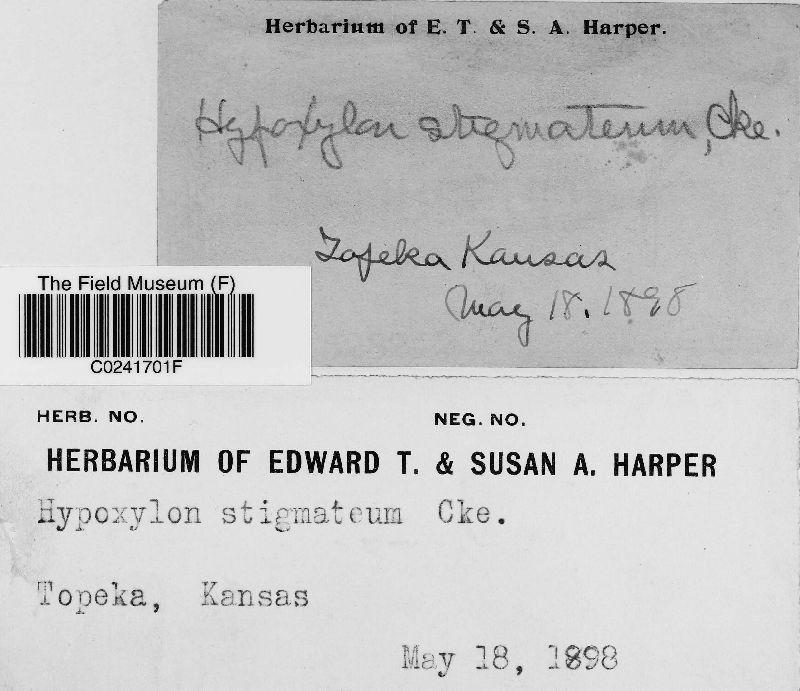 Herbarium of E. T. & S. A. Harper.
Hypoxylon stigmateum, Cke.
Topeka Kansas
May 18. 1898
The Field Museum (F)
C0241701F
HERB. NO.
NEG. NO.
HERBARIUM OF EDWARD T. & SUSAN A. HARPER
Hypoxylon stigmateum Cke.
Topeka, Kansas
May 18, 1898